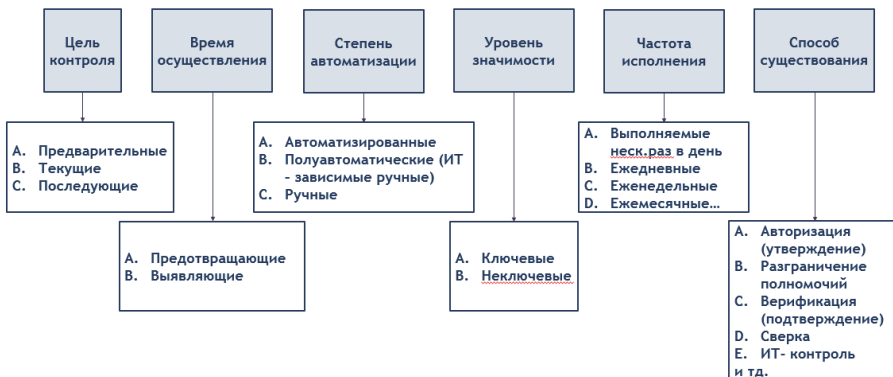 Цель
контроля
Время
осуществления
Степень
автоматизации
Уровень
значимости
Частота
исполнения
Способ
существования
A. Предварительные
B. Текущие
C. Последующие
A. Автоматизированные
B. Полуавтоматические (ИТ
- зависимые ручные)
C. Ручные
A. Выполняемые
неск.раз в день
B. Ежедневные
C. Еженедельные
D. Ежемесячные…
A. Предотвращающие
B. Выявляющие
A. Ключевые
B. Неключевые
A. Авторизация
(утверждение)
B. Разграничение
полномочий
C. Верификация
(подтверждение)
D. Сверка
E. ИТ- контроль
и тд.